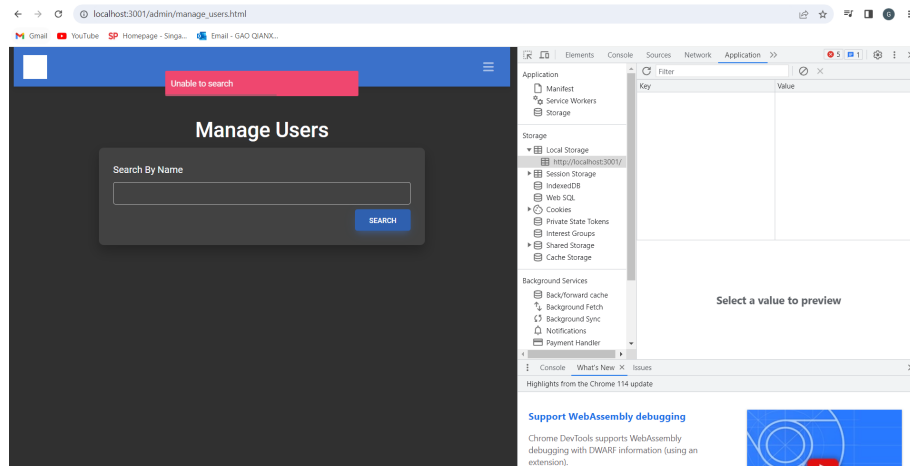 localhost:3001/admin/manage_users.html
G
Gmail YouTube SP Homepage - Singa... Email - GAO QIANX...
Unable to search
Manage Users
Search By Name
SEARCH
Elements Console Sources Network Application 5 1
Application
Manifest
Service Workers
Storage
Storage
Local Storage
http://localhost:3001/
Session Storage
IndexedDB
Web SQL
Cookies
Private State Tokens
Interest Groups
Shared Storage
Cache Storage
Background Services
Back/forward cache
Background Fetch
Background Sync
Notifications
Payment Handler
Filter
Key Value
Select a value to preview
Console What's New Issues
Highlights from the Chrome 114 update
Support WebAssembly debugging
Chrome DevTools supports WebAssembly
debugging with DWARF information (using an
extension).